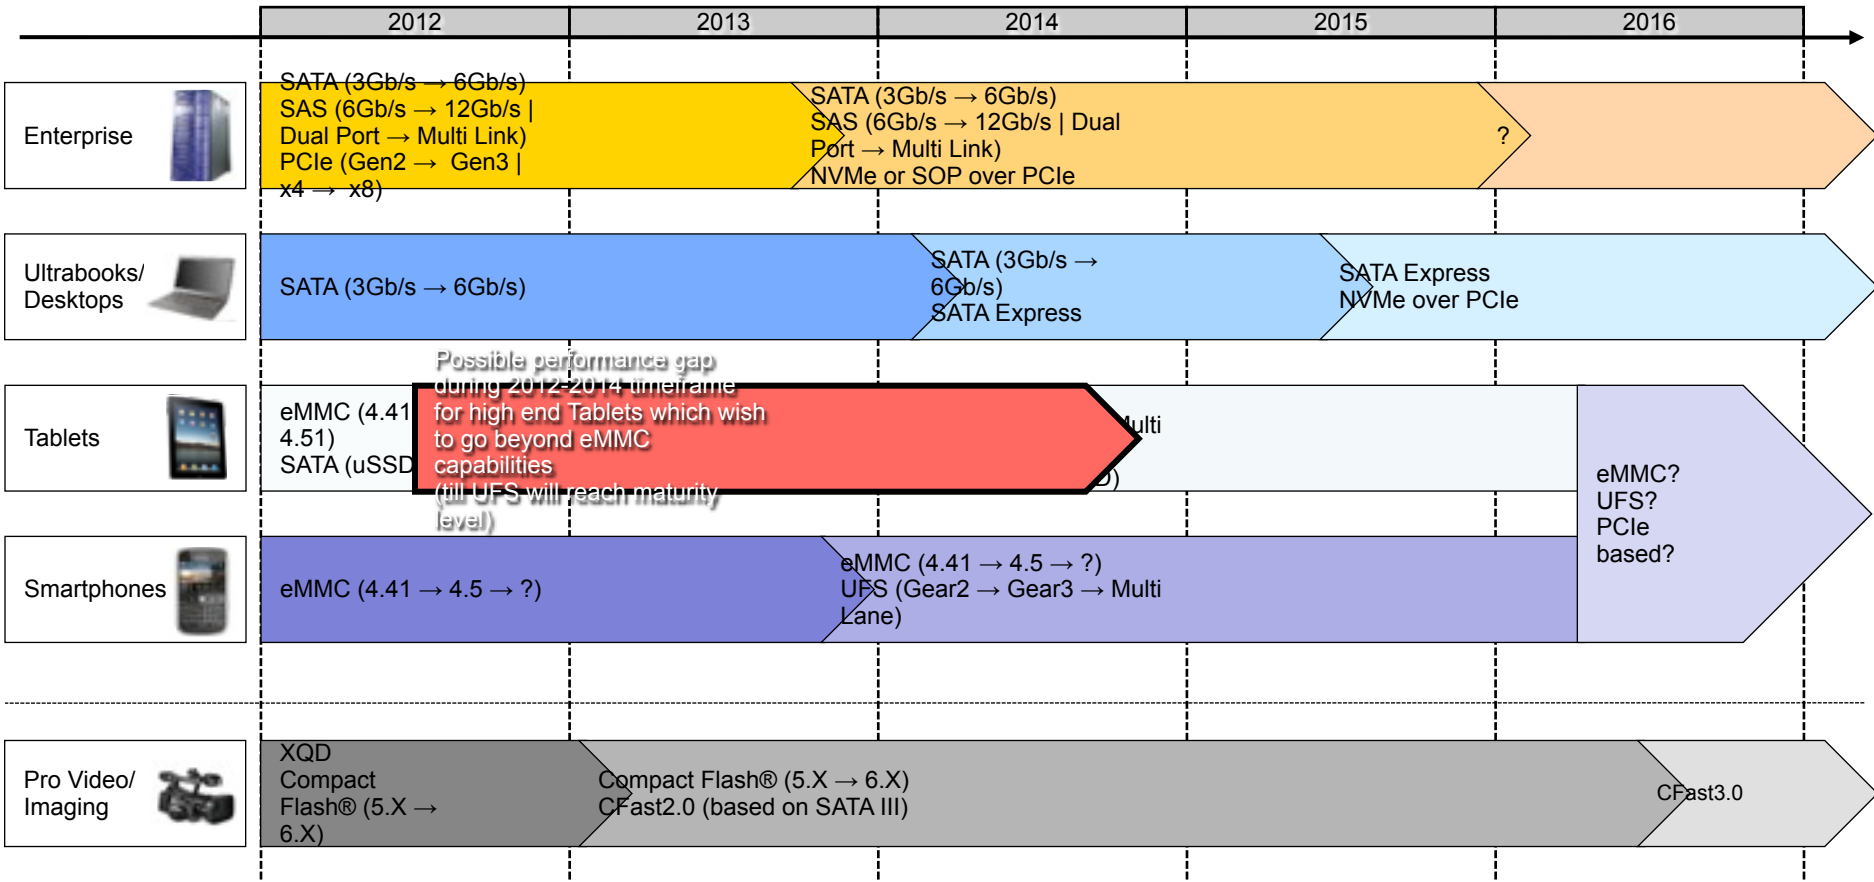 2012
2013
2014
2015
2016
Enterprise
SATA (3Gb/s → 6Gb/s)
SAS (6Gb/s → 12Gb/s |
Dual Port → Multi Link)
PCIe (Gen2 → Gen3 |
x4 → x8)
SATA (3Gb/s → 6Gb/s)
SAS (6Gb/s → 12Gb/s | Dual
Port → Multi Link)
NVMe or SOP over PCIe
?
Ultrabooks/
Desktops
SATA (3Gb/s → 6Gb/s)
SATA (3Gb/s →
6Gb/s)
SATA Express
SATA Express
NVMe over PCIe
Tablets
eMMC (4.41
4.51)
SATA (uSSD
Possible performance gap
during 2012-2014 timeframe
for high end Tablets which wish
to go beyond eMMC
capabilities
(till UFS will reach maturity
level)
Multi
D)
eMMC?
UFS?
PCIe
based?
Smartphones
eMMC (4.41 → 4.5 → ?)
eMMC (4.41 → 4.5 → ?)
UFS (Gear2 → Gear3 → Multi
Lane)
Pro Video/
Imaging
XQD
Compact
Flash® (5.X →
6.X)
Compact Flash® (5.X → 6.X)
CFast2.0 (based on SATA III)
CFast3.0